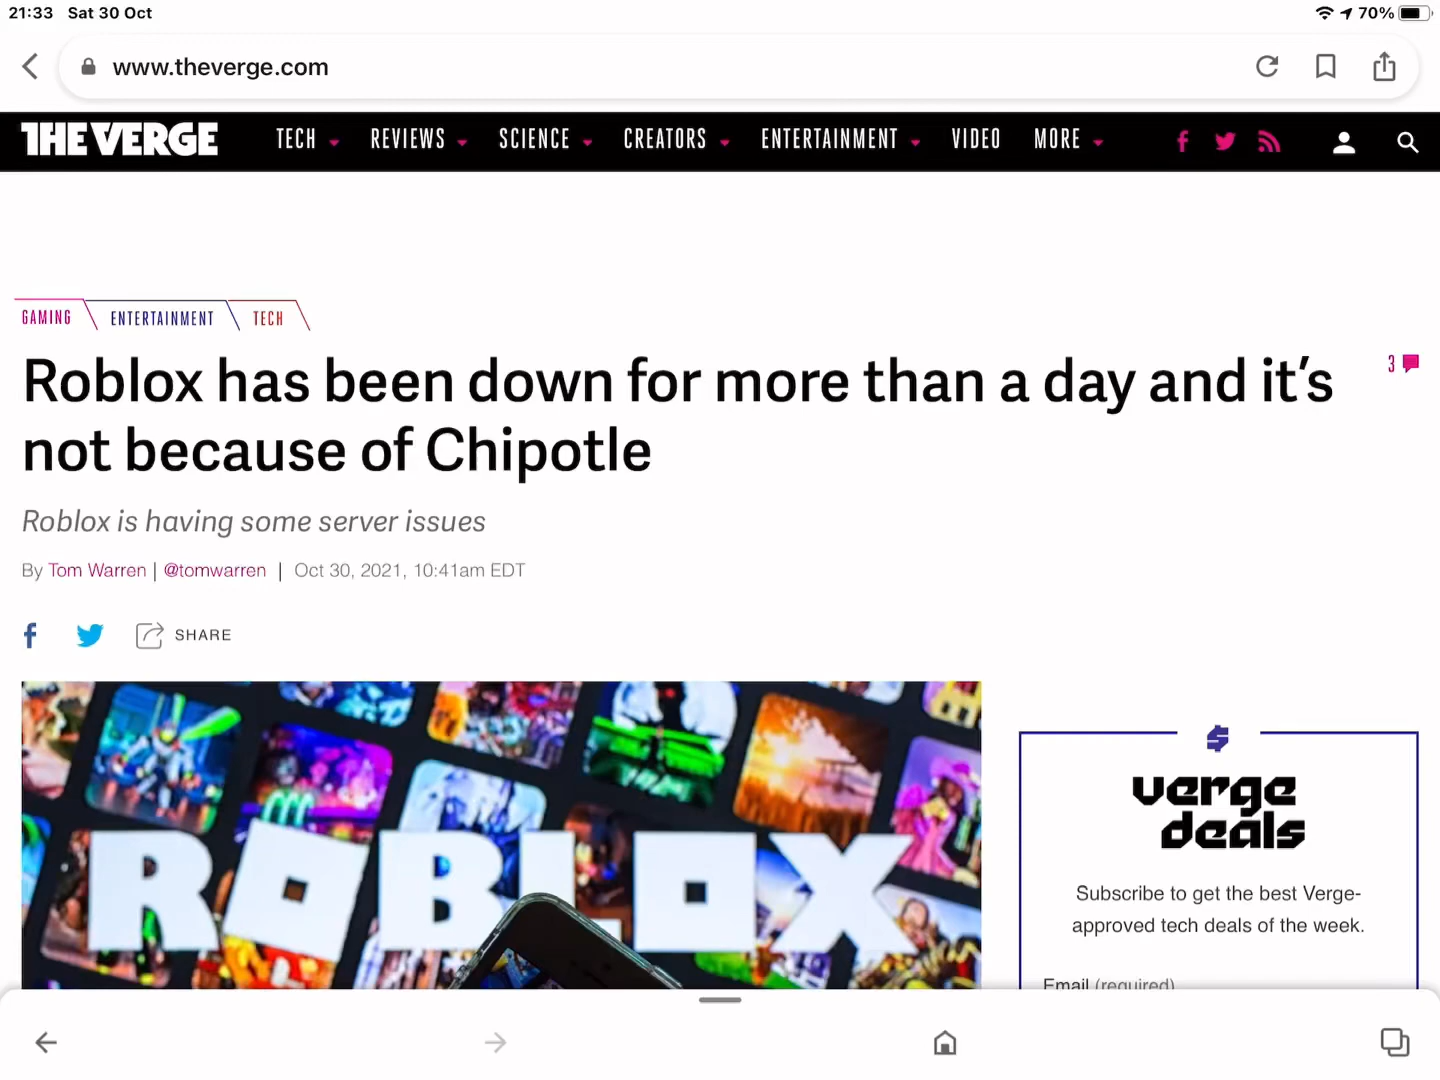 21:33 Sat 30 Oct 70%
www.theverge.com
THE VERGE TECH REVIEWS SCIENCE CREATORS ENTERTAINMENT VIDEO MORE
GAMING ENTERTAINMENT TECH
Roblox has been down for more than a day and it’s
not because of Chipotle
3
Roblox is having some server issues
By Tom Warren | @tomwarren | Oct 30, 2021, 10:41am EDT
SHARE
ROBLOX
verge
deals
Subscribe to get the best Verge-
approved tech deals of the week.
Email (required)